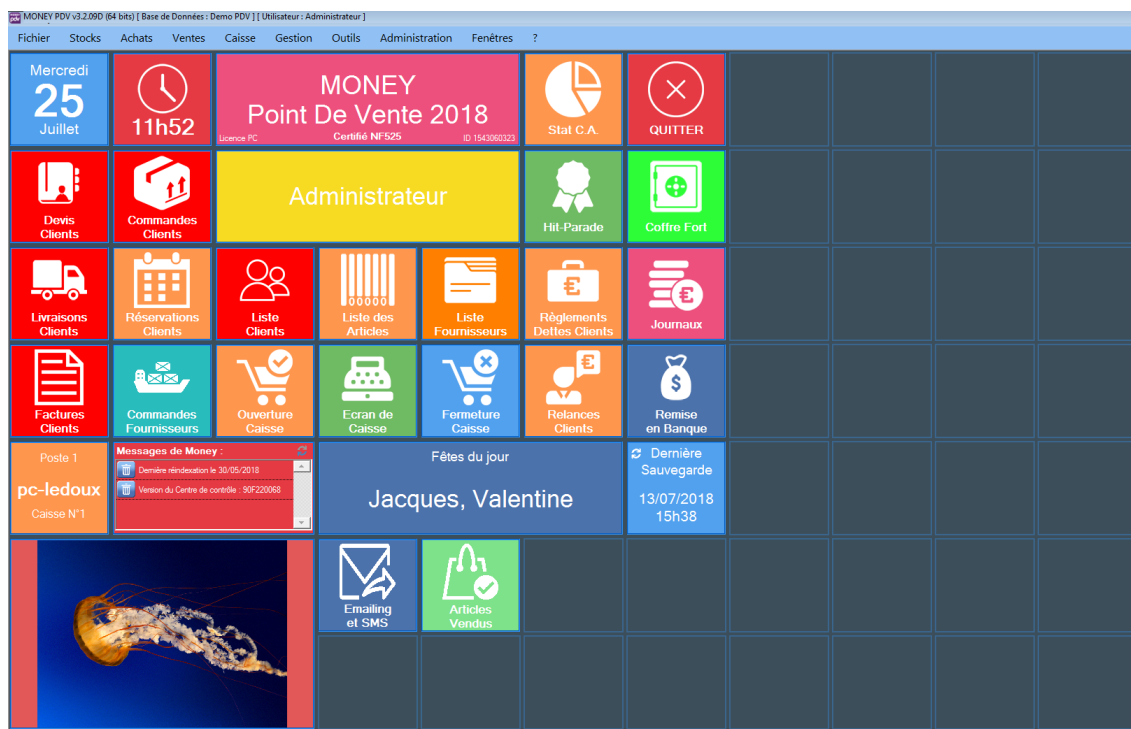 MONEY PDV v3.2.09D (64 bits) [ Base de Données : Demo PDV ] [ Utilisateur : Administrateur ]
Fichier Stocks Achats Ventes Caisse Gestion Outils Administration Fenêtres ?
Mercredi
25
Juillet
11h52
MONEY
Point De Vente 2018
Licence PC Certifié NF525 ID 1543060323
Stat C.A.
QUITTER
Devis
Clients
Commandes
Clients
Administrateur
Hit-Parade
Coffre Fort
Livraisons
Clients
Réservations
Clients
Liste
Clients
00000
Liste des
Articles
Liste
Fournisseurs
€
Règlements
Dettes Clients
€
Journaux
Factures
Clients
Commandes
Fournisseurs
Ouverture
Caisse
Ecran de
Caisse
Fermeture
Caisse
€
Relances
Clients
$
Remise
en Banque
Poste 1
pc-ledoux
Caisse N°1
Messages de Money :
Dernière réindexation le 30/05/2018
Version du Centre de contrôle : 90F220068
Fêtes du jour
Jacques, Valentine
Dernière
Sauvegarde
13/07/2018
15h38
Emailing
et SMS
Articles
Vendus